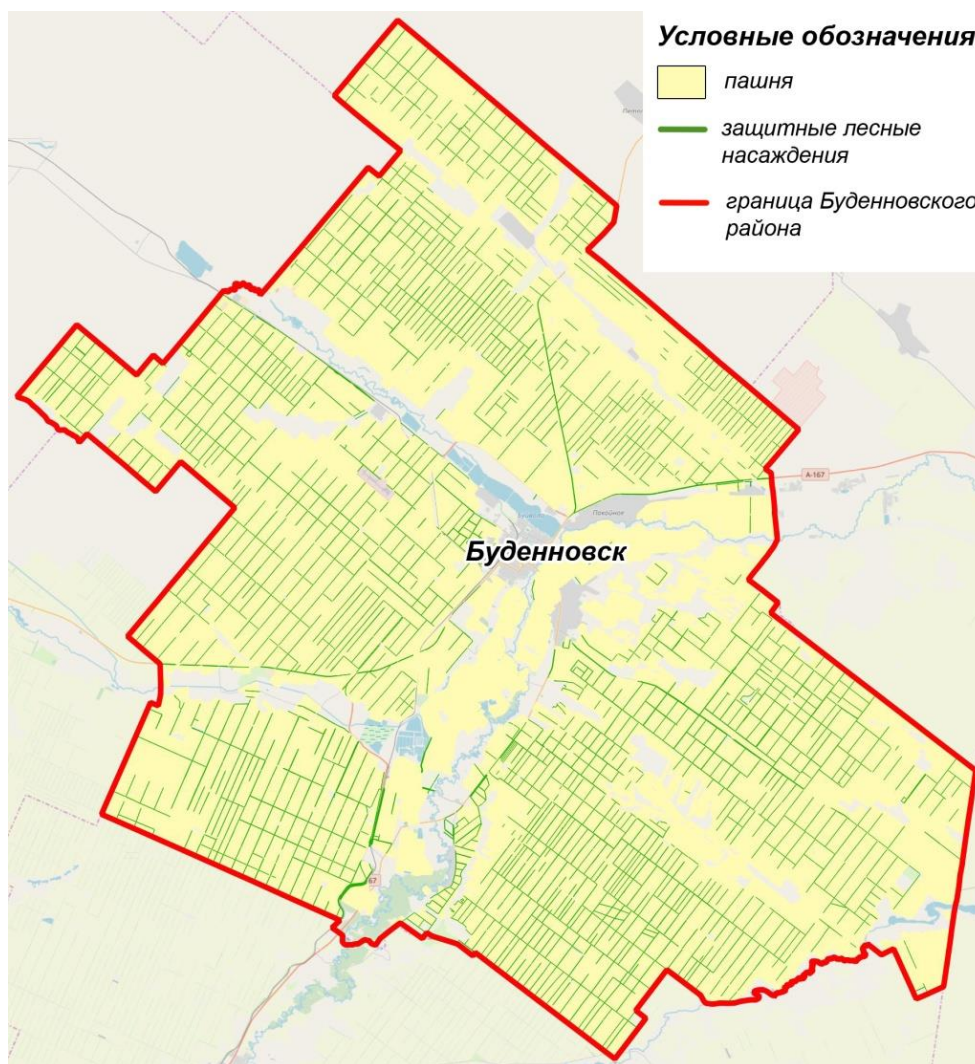 Условные обозначения
пашня
защитные лесные
насаждения
граница Буденновского
района
А-167
Покойное
Буденновск